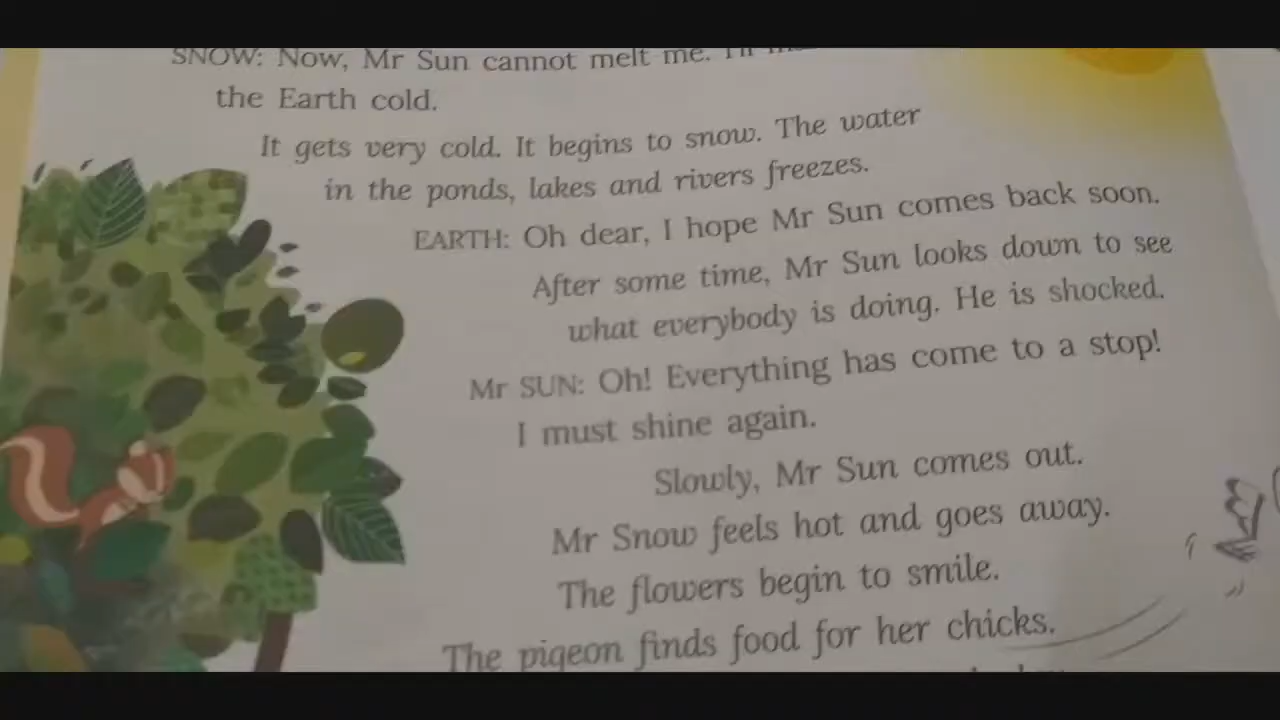 SNOW: Now, Mr Sun cannot melt me. I'll
the Earth cold.
It gets very cold. It begins to snow. The water
in the ponds, lakes and rivers freezes.
EARTH: Oh dear, I hope Mr Sun comes back soon.
After some time, Mr Sun looks down to see
what everybody is doing. He is shocked.
Mr SUN: Oh! Everything has come to a stop!
I must shine again.
Slowly, Mr Sun comes out.
Mr Snow feels hot and goes away.
The flowers begin to smile.
The pigeon finds food for her chicks.